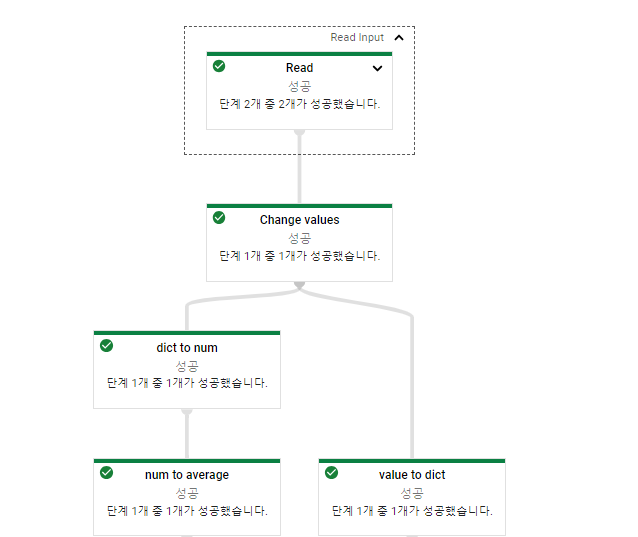 Read Input
Read
성공
단계 2개 중 2개가 성공했습니다.
Change values
성공
단계 1개 중 1개가 성공했습니다.
dict to num
성공
단계 1개 중 1개가 성공했습니다.
num to average
성공
단계 1개 중 1개가 성공했습니다.
value to dict
성공
단계 1개 중 1개가 성공했습니다.